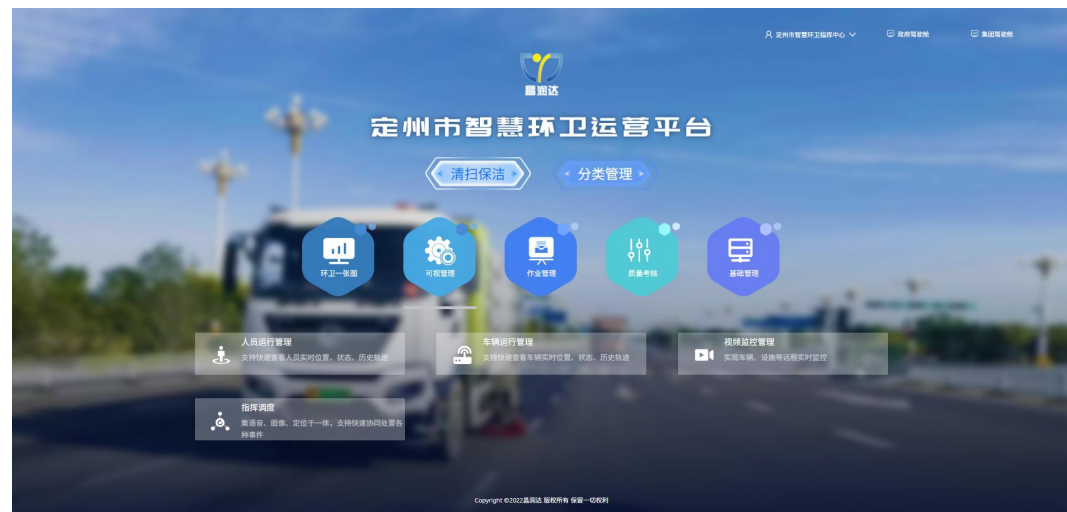 定州市智慧环卫指挥中心
政府驾驶舱
集团驾驶舱
昌润达
定州市智慧环卫运营平台
清扫保洁
分类管理
环卫一张图
可视管理
作业管理
质量考核
基础管理
人员运行管理
支持快速查看人员实时位置、状态、历史轨迹
车辆运行管理
支持快速查看车辆实时位置、状态、历史轨迹
视频监控管理
实现车辆、设施等远程实时监控
指挥调度
集语音、图像、定位于一体，支持快速协同处置各
种事件
Copyright ©2022昌润达 版权所有 保留一切权利